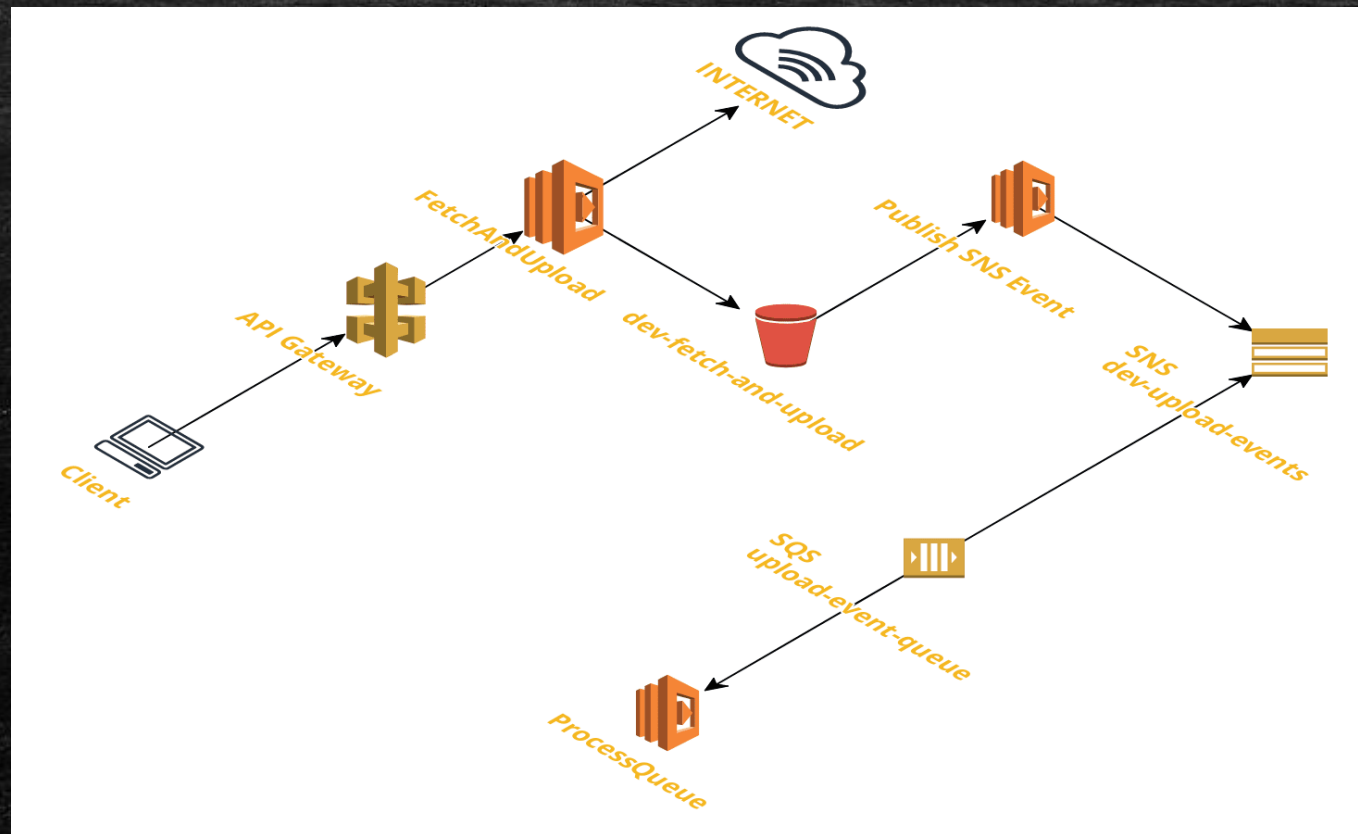 INTERNET
FetchAndUpload
Publish SNS Event
API Gateway
dev-fetch-and-upload
SNS
dev-upload-events
Client
SQS
upload-event-queue
ProcessQueue